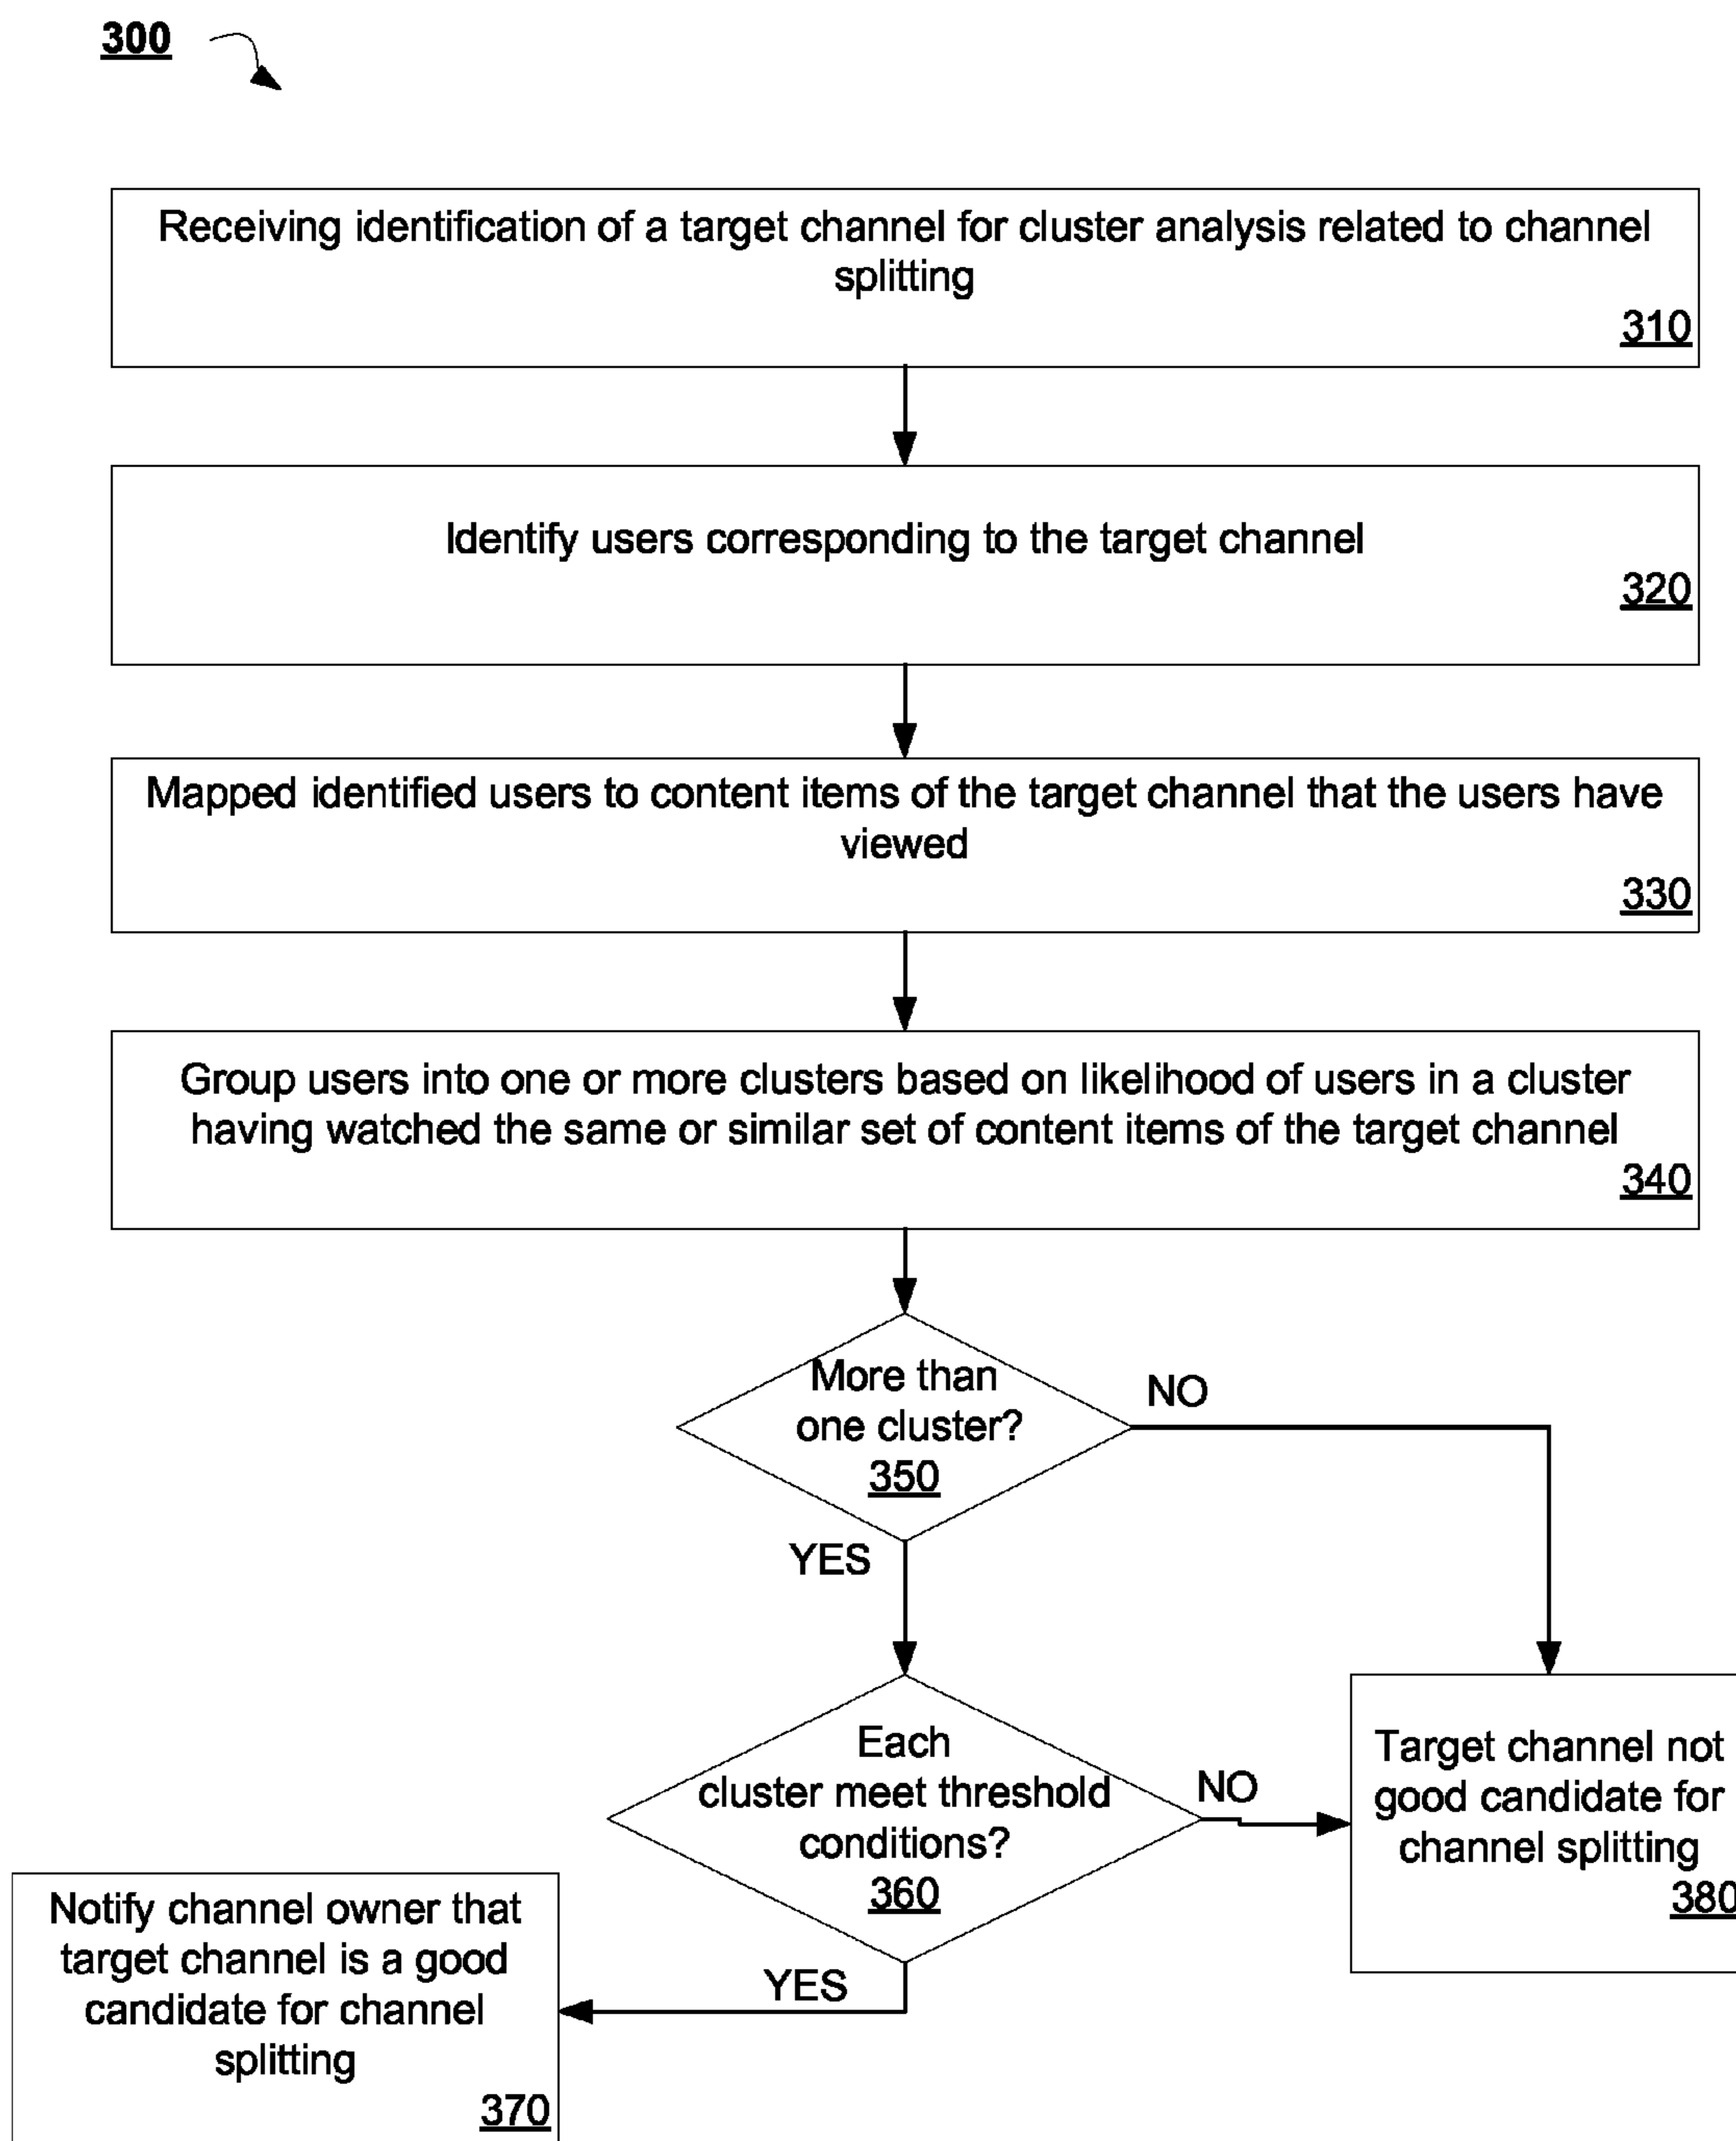 300
Receiving identification of a target channel for cluster analysis related to channel
splitting
310
Identify users corresponding to the target channel
320
Mapped identified users to content items of the target channel that the users have
viewed
330
Group users into one or more clusters based on likelihood of users in a cluster
having watched the same or similar set of content items of the target channel
340
More than
one cluster?
350
NO
YES
Each
cluster meet threshold
conditions?
360
NO
YES
Target channel not
good candidate for
channel splitting
380
Notify channel owner that
target channel is a good
candidate for channel
splitting
370